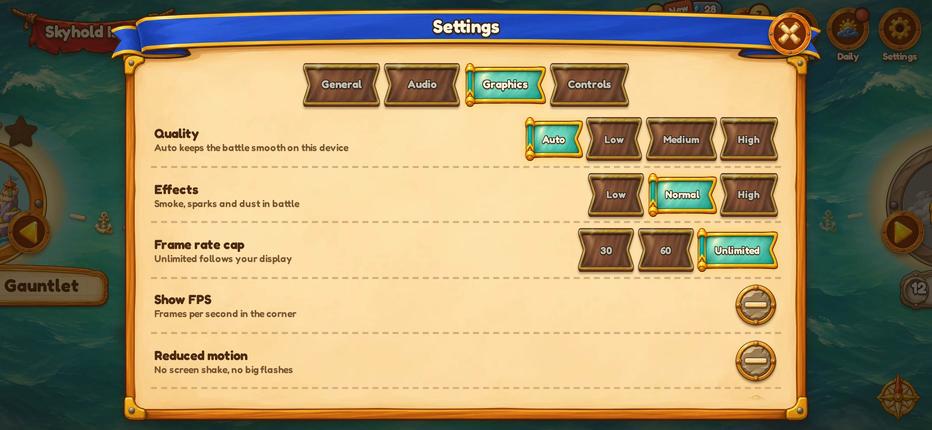 Settings
Skyhold
New
28
Daily
Settings
General
Audio
Graphics
Controls
Quality
Auto keeps the battle smooth on this device
Auto
Low
Medium
High
Effects
Smoke, sparks and dust in battle
Low
Normal
High
Frame rate cap
Unlimited follows your display
30
60
Unlimited
Show FPS
Frames per second in the corner
Reduced motion
No screen shake, no big flashes
Gauntlet
12